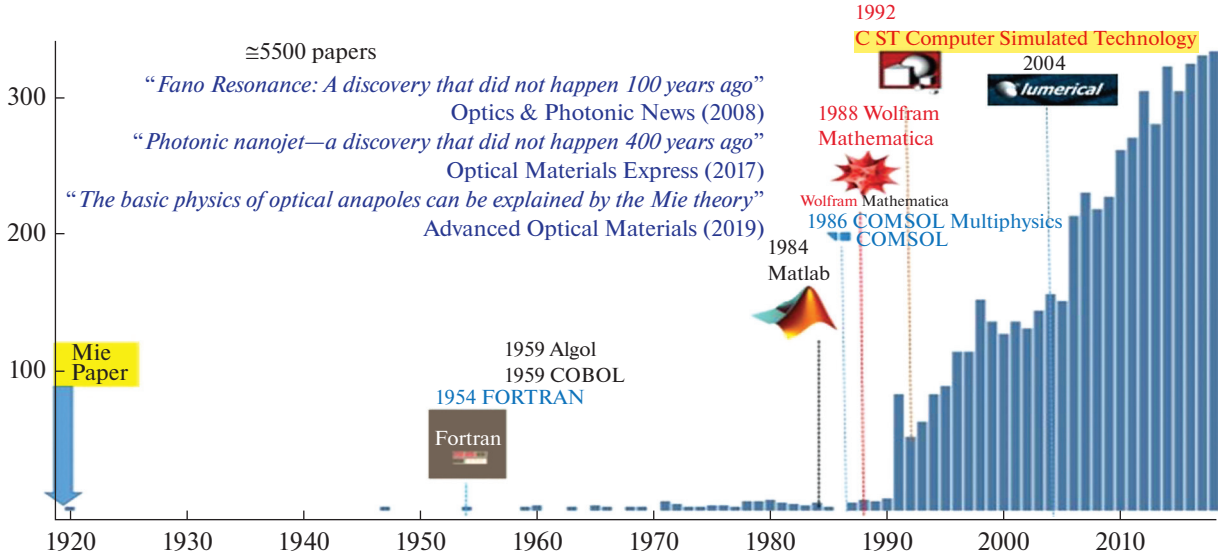 1992
C ST Computer Simulated Technology
≅5500 papers
2004
“Fano Resonance: A discovery that did not happen 100 years ago”
lumerical
300
Optics & Photonic News (2008)
1988 Wolfram
Mathematica
“Photonic nanojet—a discovery that did not happen 400 years ago”
Optical Materials Express (2017)
“The basic physics of optical anapoles can be explained by the Mie theory”
Wolfram Mathematica
Advanced Optical Materials (2019)
1986 COMSOL Multiphysics
COMSOL
200
1984
Matlab
Mie
Paper
100
1959 Algol
1959 COBOL
1954 FORTRAN
Fortran
1920 1930 1940 1950 1960 1970 1980 1990 2000 2010